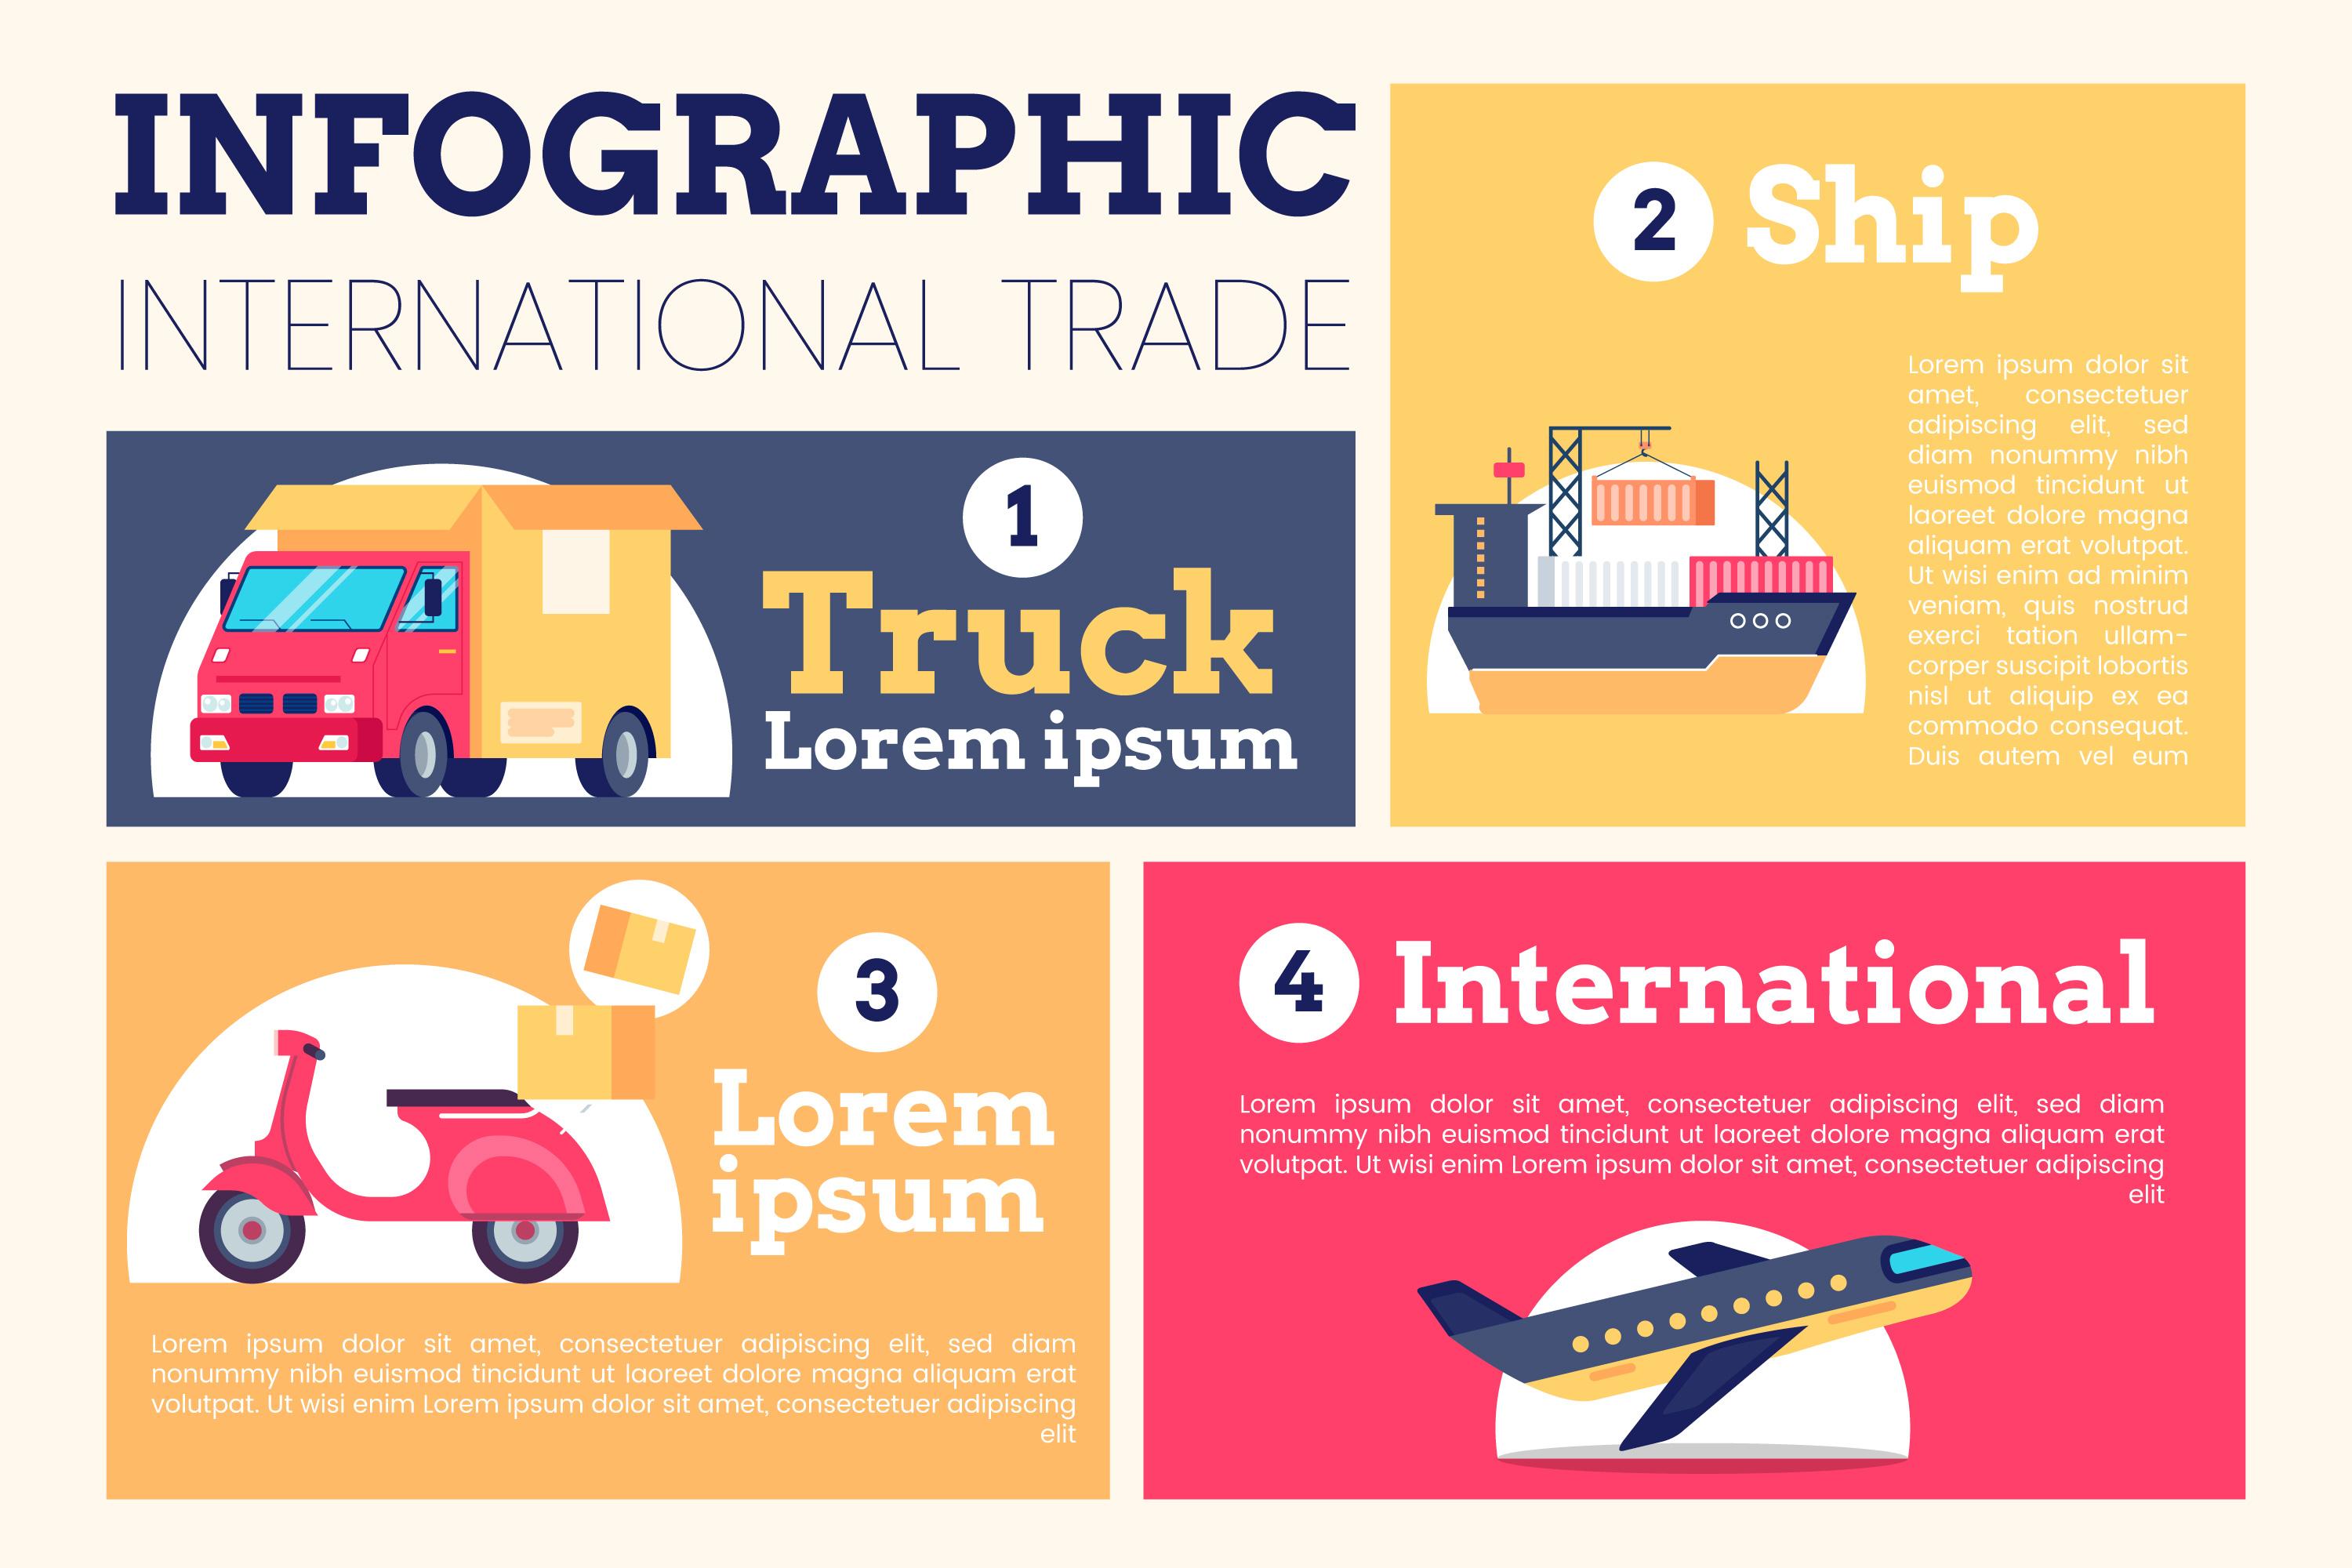 INFOGRAPHIC
INTERNATIONAL TRADE
1
Truck
Lorem ipsum
2 Ship
Lorem ipsum dolor sit
amet, consectetuer
adipiscing elit, sed
diam nonummy nibh
euismod tincidunt ut
laoreet dolore magna
aliquam erat volutpat.
Ut wisi enim ad minim
veniam, quis nostrud
exerci tation ullam-
corper suscipit lobortis
nisl ut aliquip ex ea
commodo consequat.
Duis autem vel eum
3
Lorem
ipsum
Lorem ipsum dolor sit amet, consectetuer adipiscing elit, sed diam
nonummy nibh euismod tincidunt ut laoreet dolore magna aliquam erat
volutpat. Ut wisi enim Lorem ipsum dolor sit amet, consectetuer adipiscing
elit
4 International
Lorem ipsum dolor sit amet, consectetuer adipiscing elit, sed diam
nonummy nibh euismod tincidunt ut laoreet dolore magna aliquam erat
volutpat. Ut wisi enim Lorem ipsum dolor sit amet, consectetuer adipiscing
elit